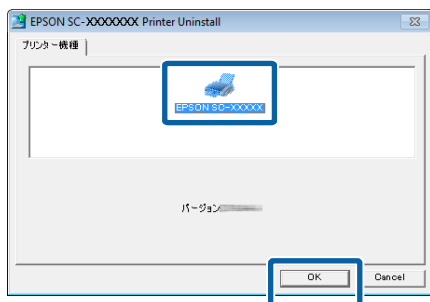 EPSON SC-XXXXXXX Printer Uninstall
プリンター機種
EPSON SC-XXXXX
バージョン
OK
Cancel